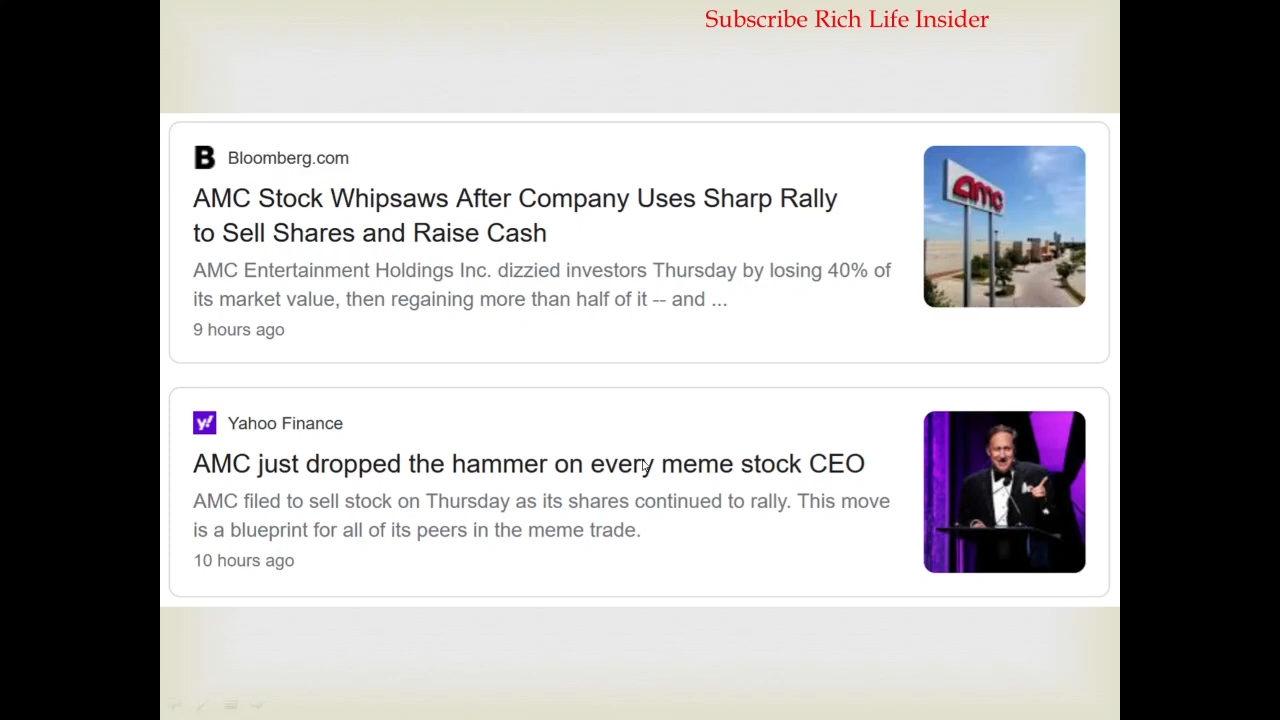 Subscribe Rich Life Insider
B Bloomberg.com
AMC Stock Whipsaws After Company Uses Sharp Rally
to Sell Shares and Raise Cash
AMC Entertainment Holdings Inc. dizzied investors Thursday by losing 40% of
its market value, then regaining more than half of it -- and ...
9 hours ago
amc
y! Yahoo Finance
AMC just dropped the hammer on every meme stock CEO
AMC filed to sell stock on Thursday as its shares continued to rally. This move
is a blueprint for all of its peers in the meme trade.
10 hours ago